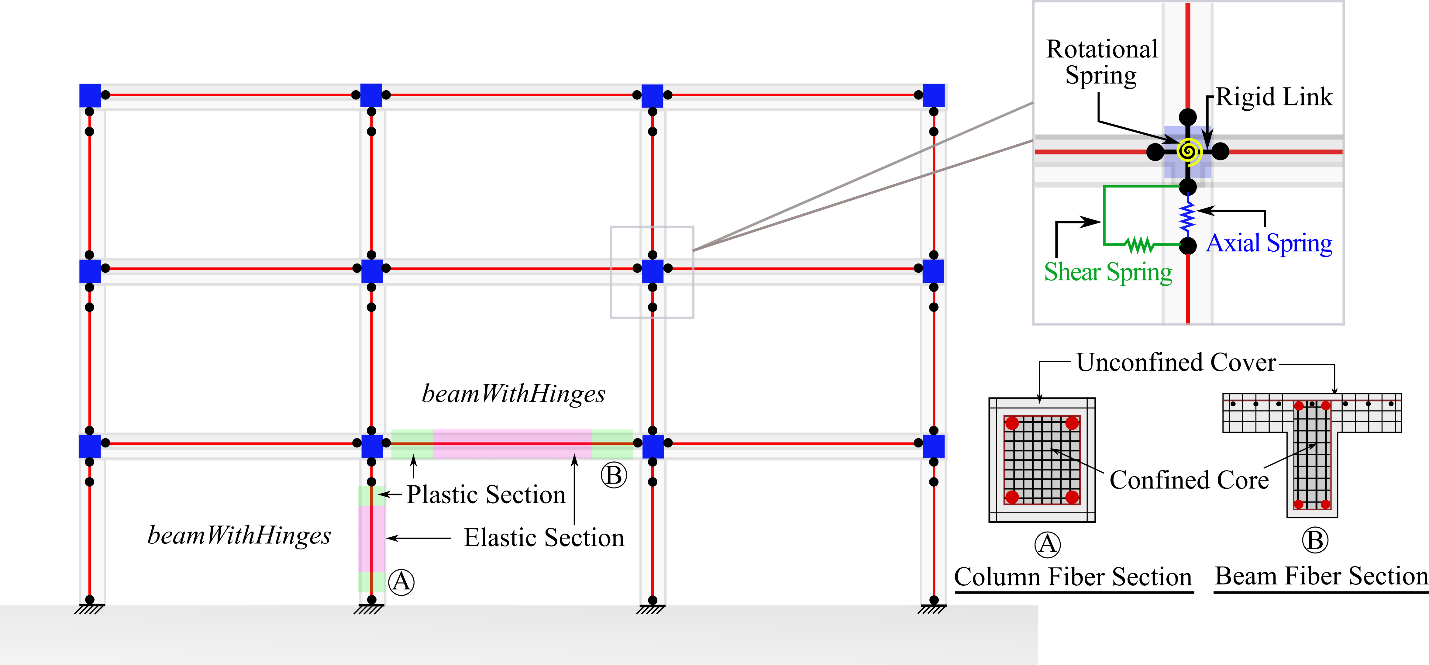 Rotational
Spring
Rigid Link
Axial Spring
Shear Spring
beamWithHinges
B
Plastic Section
beamWithHinges
Elastic Section
A
Unconfined Cover
Confined Core
A
B
Column Fiber Section
Beam Fiber Section